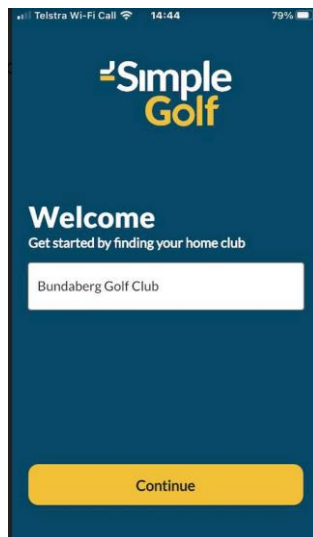 Telstra Wi-Fi Call 14:44 79%
Simple
Golf
Welcome
Get started by finding your home club
Bundaberg Golf Club
Continue